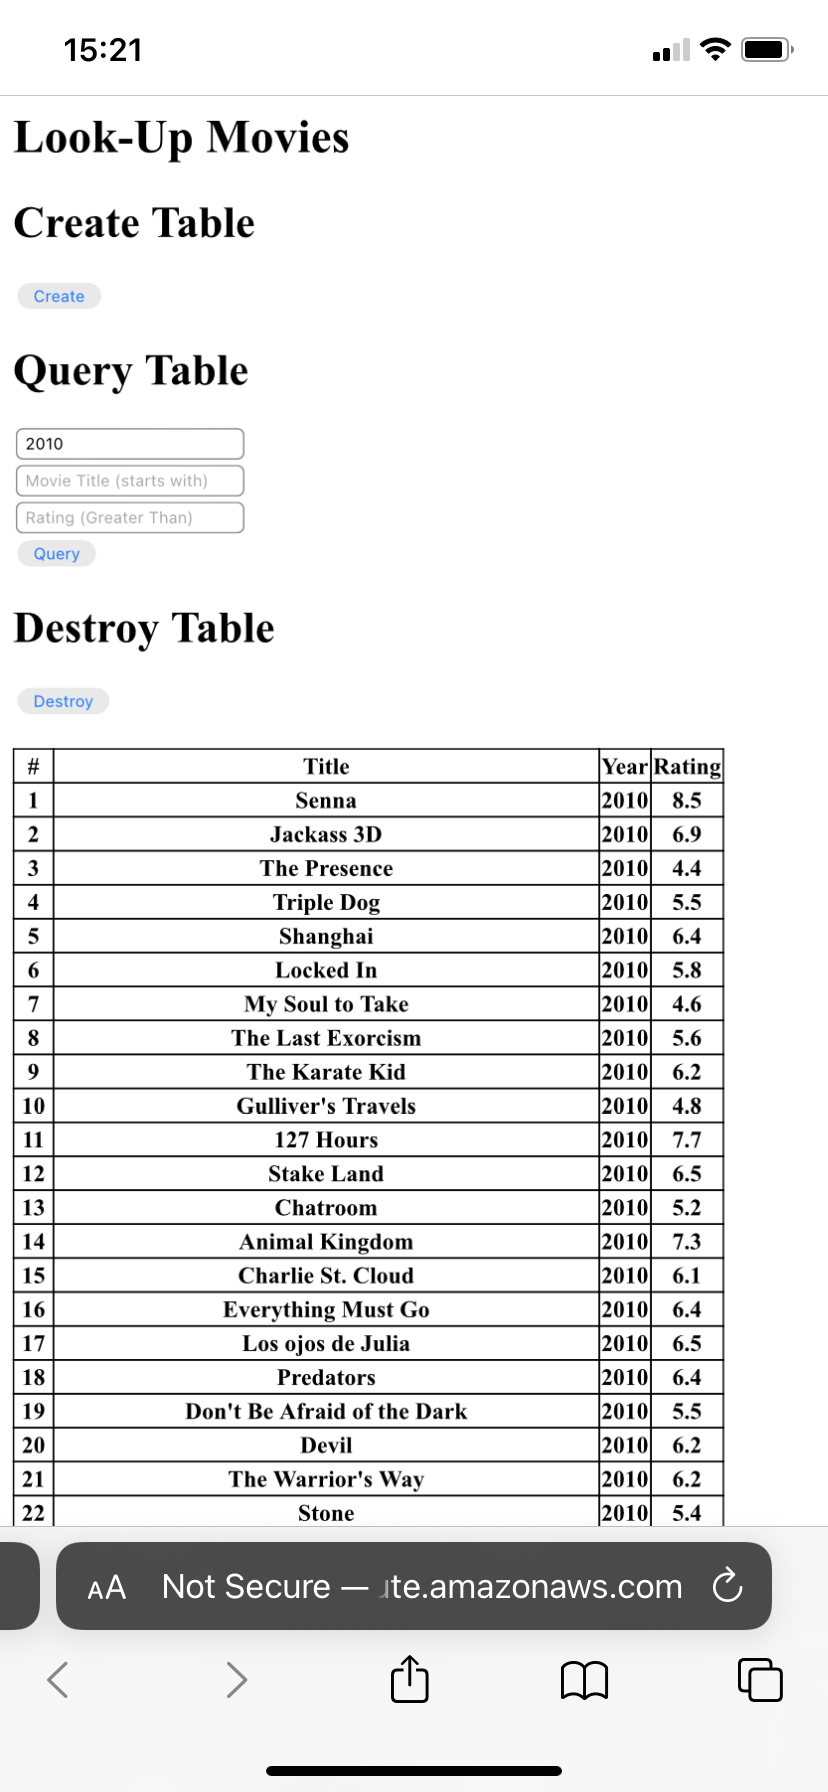 15:21
Look-Up Movies
Create Table
Create
Query Table
2010
Movie Title (starts with)
Rating (Greater Than)
Query
Destroy Table
Destroy
# Title Year Rating
1 Senna 2010 8.5
2 Jackass 3D 2010 6.9
3 The Presence 2010 4.4
4 Triple Dog 2010 5.5
5 Shanghai 2010 6.4
6 Locked In 2010 5.8
7 My Soul to Take 2010 4.6
8 The Last Exorcism 2010 5.6
9 The Karate Kid 2010 6.2
10 Gulliver's Travels 2010 4.8
11 127 Hours 2010 7.7
12 Stake Land 2010 6.5
13 Chatroom 2010 5.2
14 Animal Kingdom 2010 7.3
15 Charlie St. Cloud 2010 6.1
16 Everything Must Go 2010 6.4
17 Los ojos de Julia 2010 6.5
18 Predators 2010 6.4
19 Don't Be Afraid of the Dark 2010 5.5
20 Devil 2010 6.2
21 The Warrior's Way 2010 6.2
22 Stone 2010 5.4
AA Not Secure — te.amazonaws.com